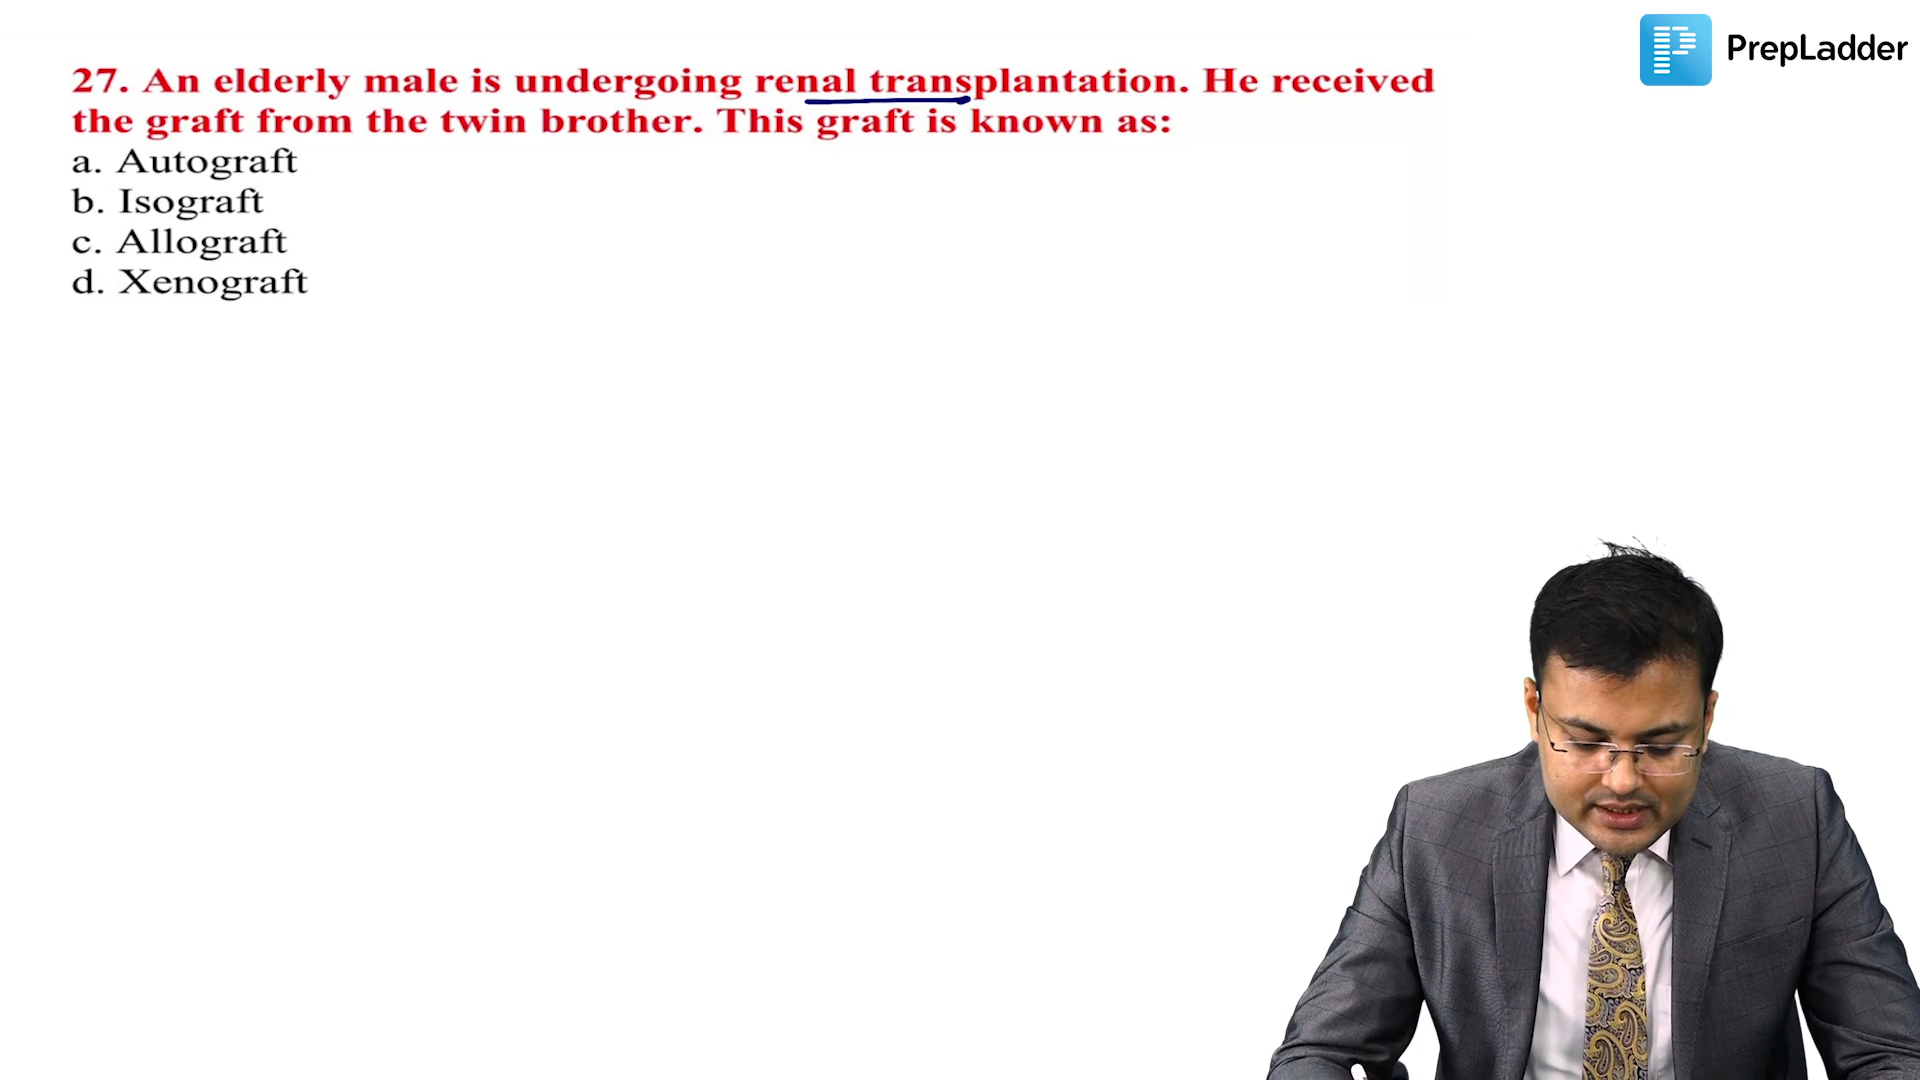 PrepLadder
27. An elderly male is undergoing renal transplantation. He received
the graft from the twin brother. This graft is known as:
a. Autograft
b. Isograft
c. Allograft
d. Xenograft